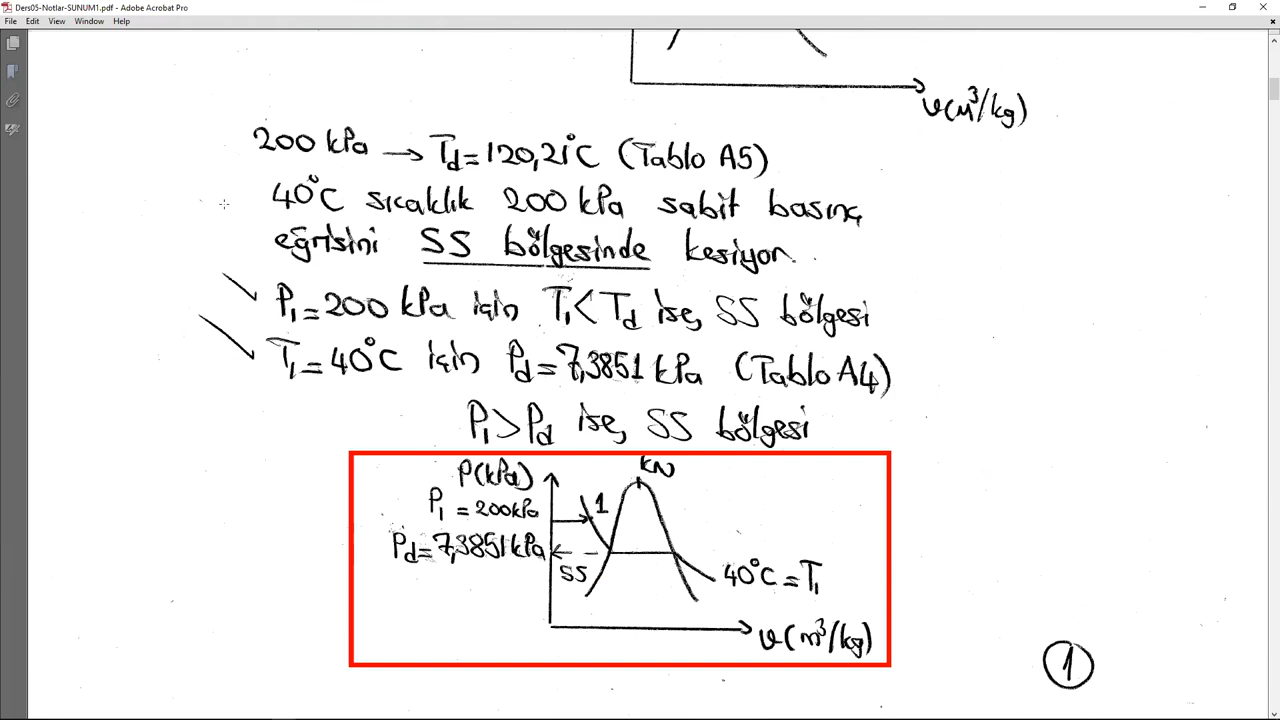 Ders05-Notlar-SUNUM1.pdf - Adobe Acrobat Pro
File Edit View Window Help
v(m³/kg)
200 kPa → Td=120,21°C (Tablo A5)
40°C sıcaklık 200 kPa sabit basınç
eğrisini SS bölgesinde kesiyor.
P₁=200 kPa için T₁<Td ise, SS bölgesi
T₁=40°C için Pd=7,3851 kPa (Tablo A4)
P₁>Pd ise, SS bölgesi
P(kPa)
KN
P₁=200kPa
1
Pd=7,3851kPa
SS
40°C=T₁
v(m³/kg)
1